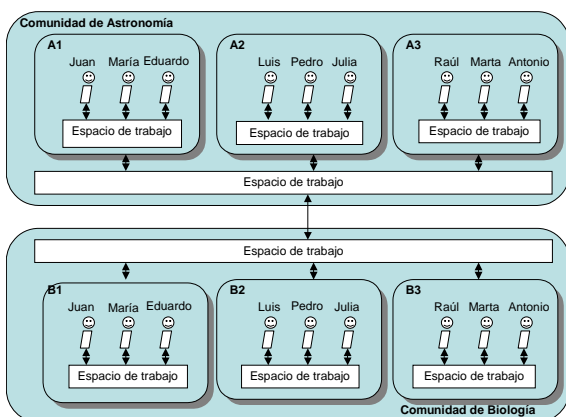 Comunidad de Astronomía
A1 A2 A3
Juan María Eduardo Luis Pedro Julia Raúl Marta Antonio
Espacio de trabajo Espacio de trabajo Espacio de trabajo
Espacio de trabajo
Espacio de trabajo
B1 B2 B3
Juan María Eduardo Luis Pedro Julia Raúl Marta Antonio
Espacio de trabajo Espacio de trabajo Espacio de trabajo
Comunidad de Biología